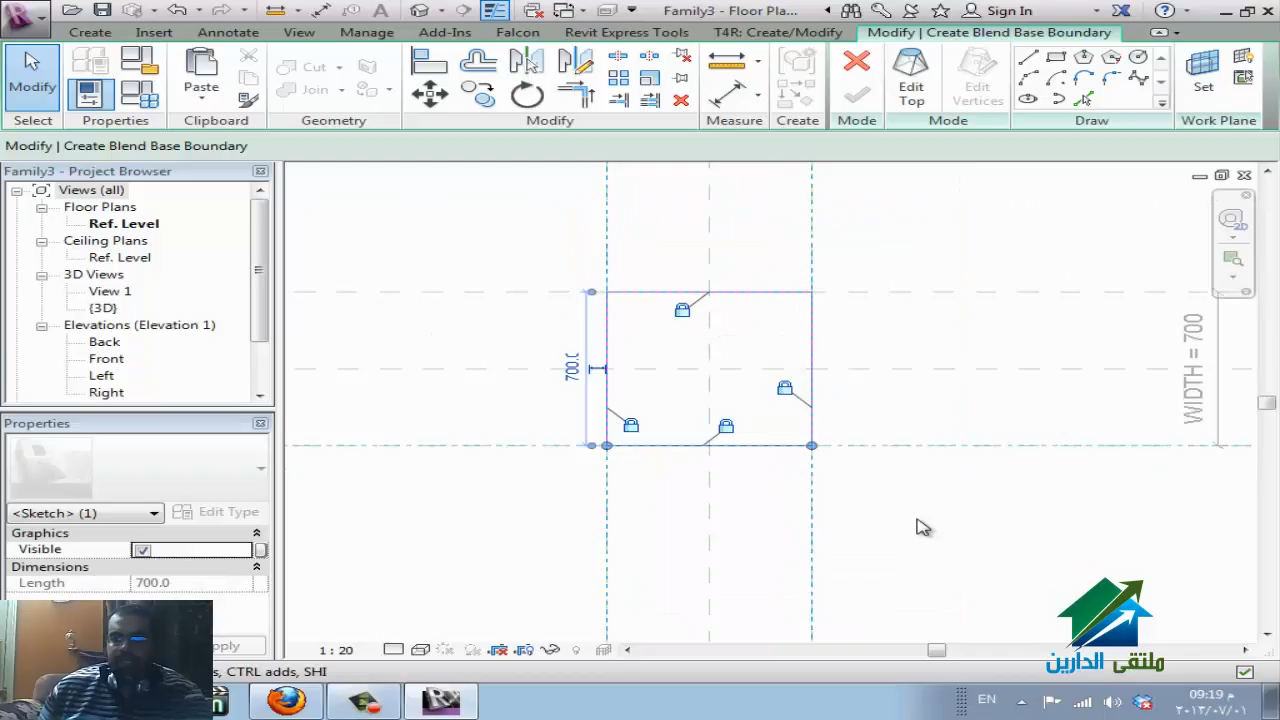 Family3 - Floor Pla...
Sign In
Create
Insert
Annotate
View
Manage
Add-Ins
Falcon
Revit Express Tools
T4R: Create/Modify
Modify | Create Blend Base Boundary
Modify
Paste
Cut
Join
Edit
Top
Edit
Vertices
Set
Select
Properties
Clipboard
Geometry
Modify
Measure
Create
Mode
Mode
Draw
Work Plane
Modify | Create Blend Base Boundary
Family3 - Project Browser
Views (all)
Floor Plans
Ref. Level
Ceiling Plans
Ref. Level
3D Views
View 1
{3D}
Elevations (Elevation 1)
Back
Front
Left
Right
Properties
<Sketch> (1)
Edit Type
Graphics
Visible
Dimensions
Length
700.0
WIDTH = 700
2D
1 : 20
, CTRL adds, SHI
ملتقى الدارين
EN
09:19 م
٢٠١٣/٠٧/٠١